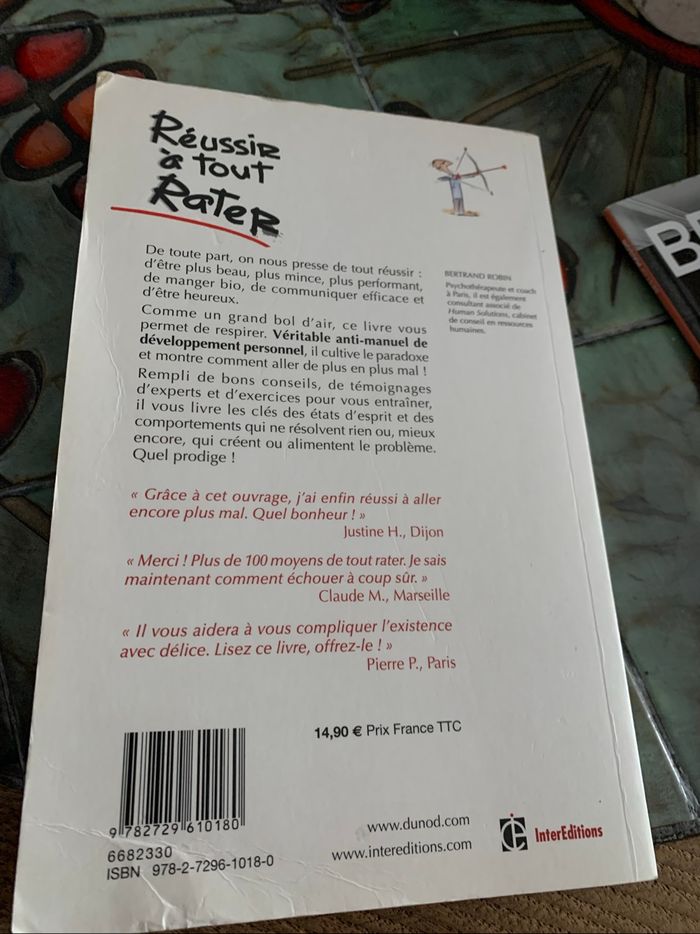 Réussir
à tout
Rater
De toute part, on nous presse de tout réussir :
d'être plus beau, plus mince, plus performant,
de manger bio, de communiquer efficace et
d'être heureux.
Comme un grand bol d'air, ce livre vous
permet de respirer. Véritable anti-manuel de
développement personnel, il cultive le paradoxe
et montre comment aller de plus en plus mal !
Rempli de bons conseils, de témoignages
d'experts et d'exercices pour vous entraîner,
il vous livre les clés des états d'esprit et des
comportements qui ne résolvent rien ou, mieux
encore, qui créent ou alimentent le problème.
Quel prodige !
« Grâce à cet ouvrage, j'ai enfin réussi à aller
encore plus mal. Quel bonheur ! »
Justine H., Dijon
« Merci ! Plus de 100 moyens de tout rater. Je sais
maintenant comment échouer à coup sûr. »
Claude M., Marseille
« Il vous aidera à vous compliquer l'existence
avec délice. Lisez ce livre, offrez-le ! »
Pierre P., Paris
BERTRAND ROBIN
Psychothérapeute et coach
à Paris, il est également
consultant associé de
Human Solutions, cabinet
de conseil en ressources
humaines.
14,90 € Prix France TTC
9 782729 610180
6682330
ISBN 978-2-7296-1018-0
www.dunod.com
www.intereditions.com
InterEditions